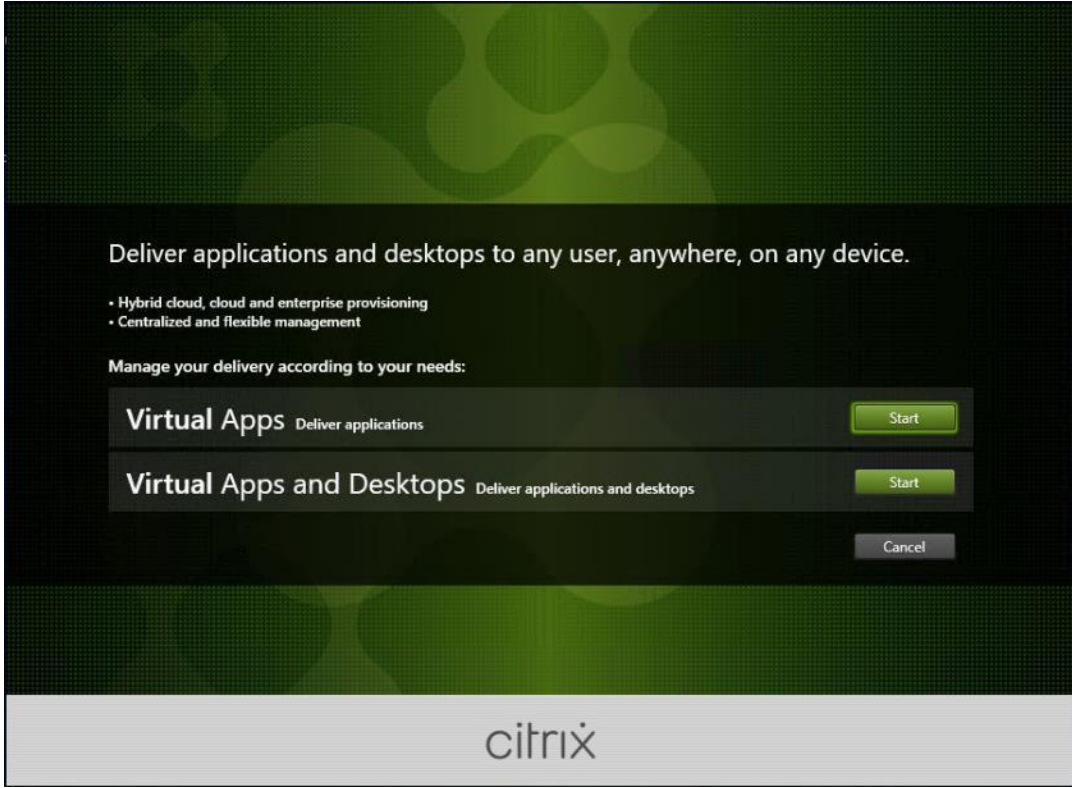 Deliver applications and desktops to any user, anywhere, on any device.
• Hybrid cloud, cloud and enterprise provisioning
• Centralized and flexible management
Manage your delivery according to your needs:
Virtual Apps Deliver applications Start
Virtual Apps and Desktops Deliver applications and desktops Start
Cancel
citrix